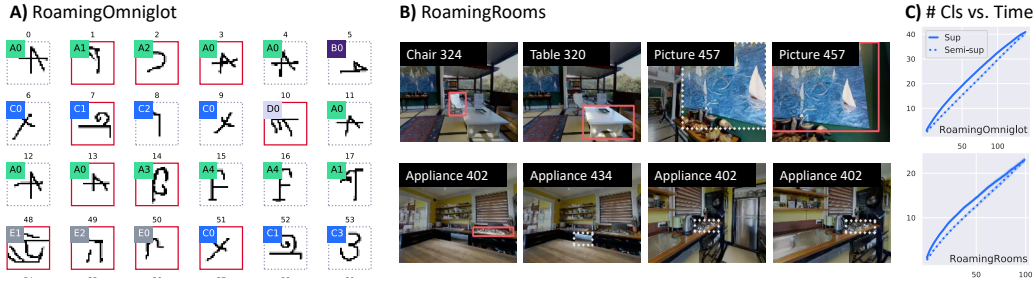 A) RoamingOmniglot
0 1 2 3 4 5
A0 A1 A2 A3 A0 B0
6 7 8 9 10 11
C0 C1 C2 C0 D0 A0
12 13 14 15 16 17
A0 A0 A3 A4 A4 A1
48 49 50 51 52 53
E1 E2 E0 C0 C1 C3
B) RoamingRooms
Chair 324 Table 320 Picture 457 Picture 457
Appliance 402 Appliance 434 Appliance 402 Appliance 402
C) # Cls vs. Time
40
Sup
Semi-sup
30
20
10
RoamingOmniglot
50 100
20
10
RoamingRooms
50 100